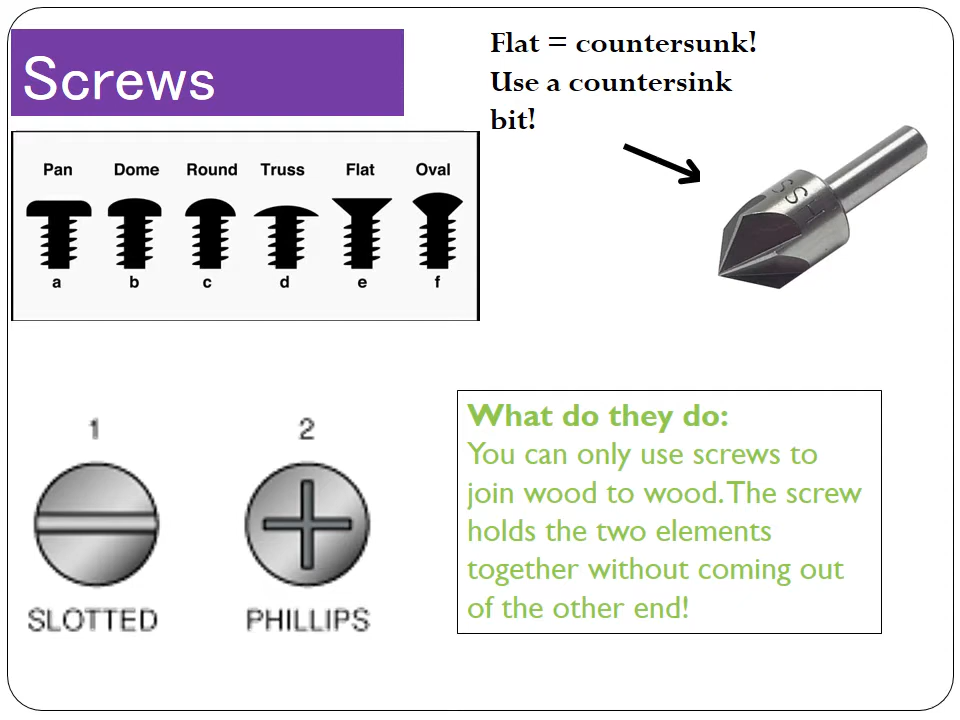 Screws
Flat = countersunk!
Use a countersink
bit!
Pan Dome Round Truss Flat Oval
a b c d e f
1 2
SLOTTED PHILLIPS
What do they do:
You can only use screws to
join wood to wood. The screw
holds the two elements
together without coming out
of the other end!